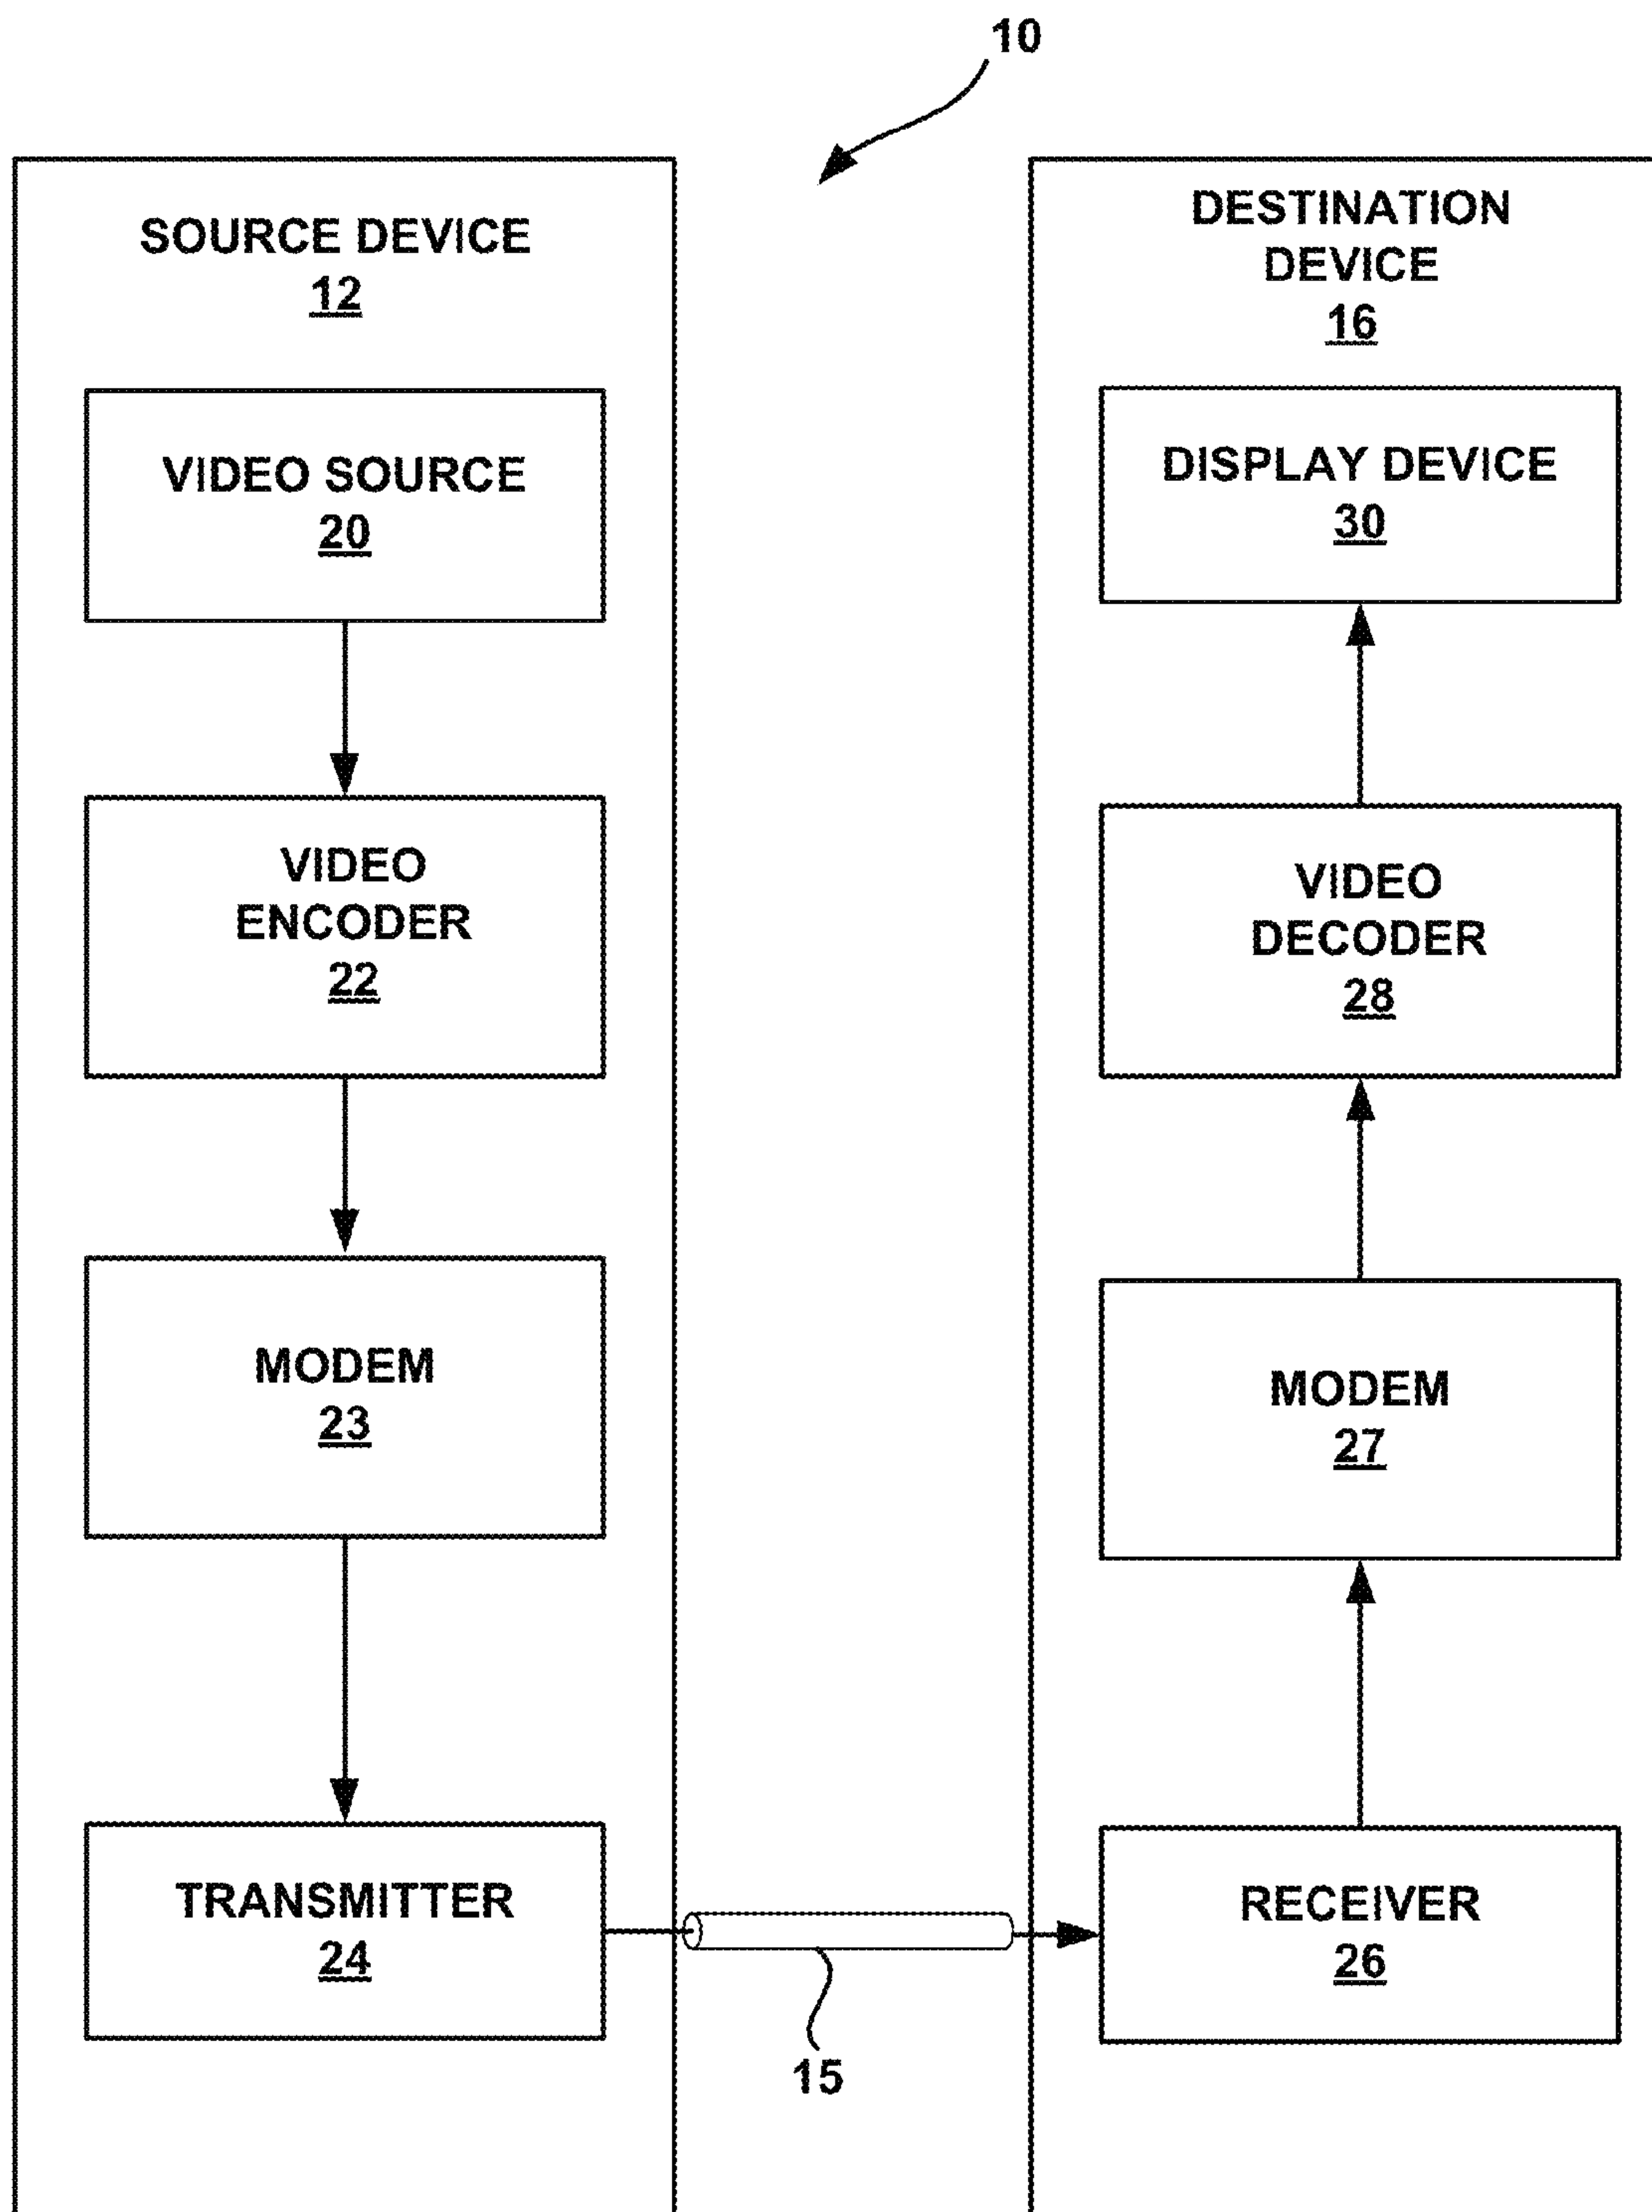 10
SOURCE DEVICE
12
VIDEO SOURCE
20
VIDEO
ENCODER
22
MODEM
23
TRANSMITTER
24
15
DESTINATION
DEVICE
16
DISPLAY DEVICE
30
VIDEO
DECODER
28
MODEM
27
RECEIVER
26